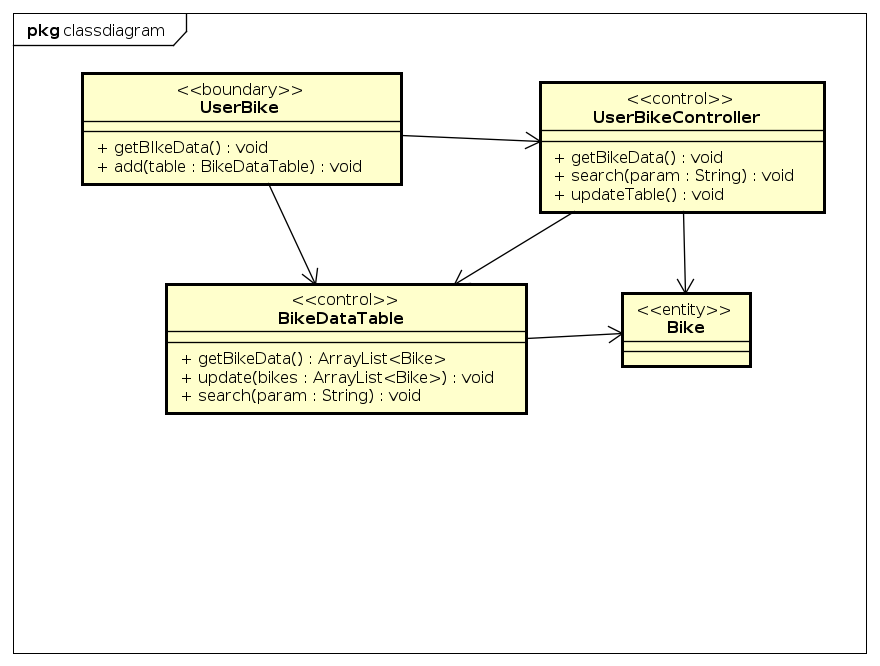 pkg classdiagram
<<boundary>>
UserBike
+ getBIkeData() : void
+ add(table : BikeDataTable) : void
<<control>>
UserBikeController
+ getBikeData() : void
+ search(param : String) : void
+ updateTable() : void
<<control>>
BikeDataTable
+ getBikeData() : ArrayList<Bike>
+ update(bikes : ArrayList<Bike>) : void
+ search(param : String) : void
<<entity>>
Bike